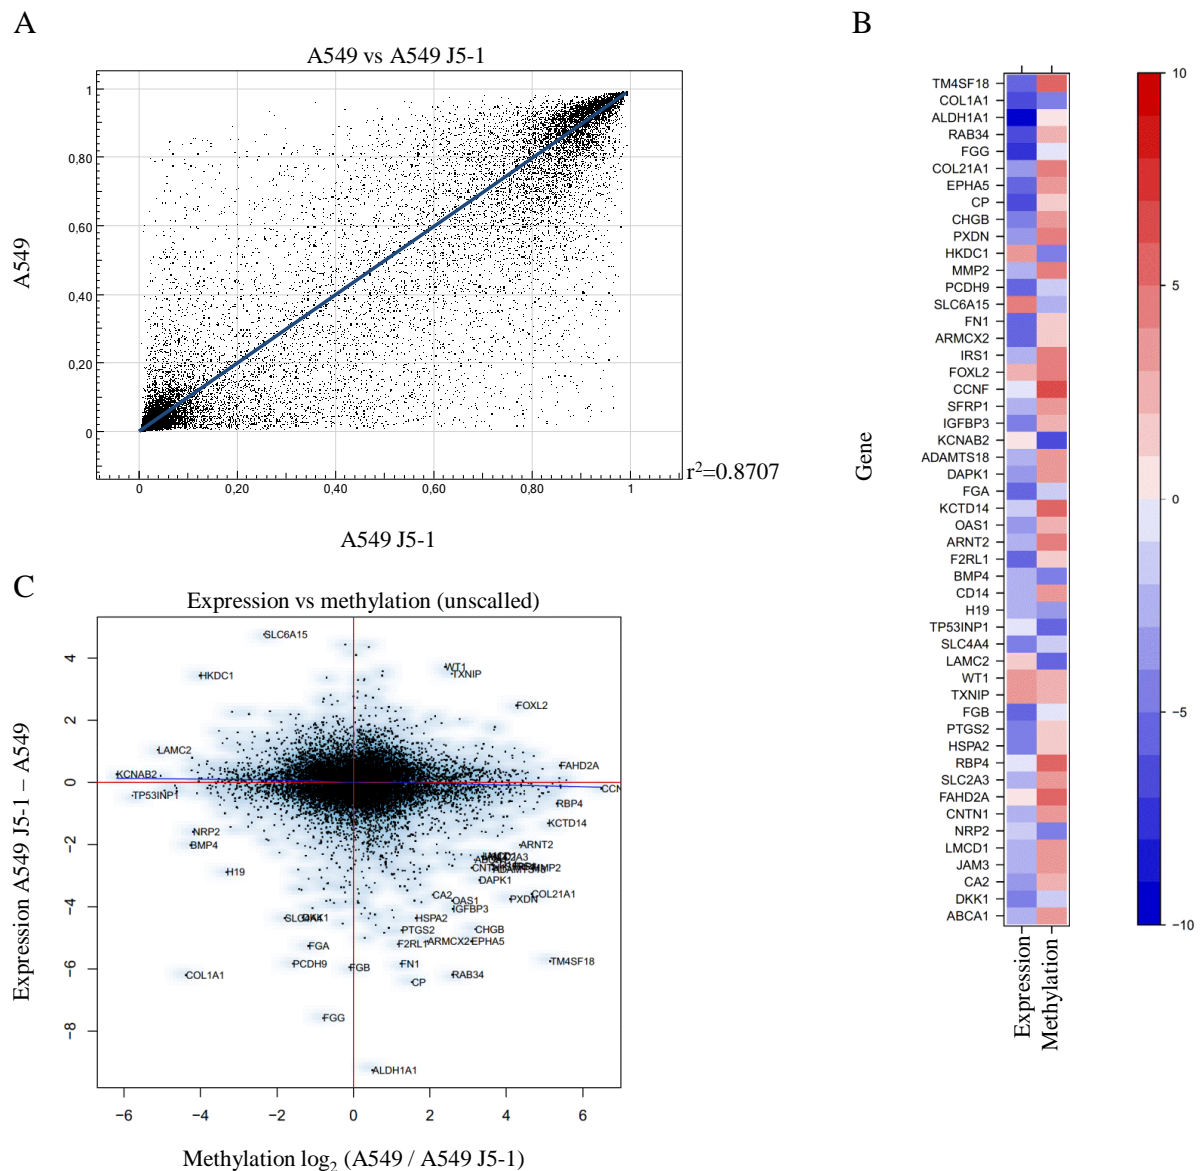 A
A549 vs A549 J5-1
A549
1
0,80
0,60
0,40
0,20
0
0
0,20
0,40
0,60
0,80
1
r²=0.8707
A549 J5-1
B
Gene
TM4SF18
COL1A1
ALDH1A1
RAB34
FGG
COL21A1
EPHA5
CP
CHGB
PXDN
HKDC1
MMP2
PCDH9
SLC6A15
FN1
ARMCX2
IRS1
FOXL2
CCNF
SFRP1
IGFBP3
KCNAB2
ADAMTS18
DAPK1
FGA
KCTD14
OAS1
ARNT2
F2RL1
BMP4
CD14
H19
TP53INP1
SLC4A4
LAMC2
WT1
TXNIP
FGB
PTGS2
HSPA2
RBP4
SLC2A3
FAHD2A
CNTN1
NRP2
LMCD1
JAM3
CA2
DKK1
ABCA1
Expression
Methylation
10
5
0
−5
−10
C
Expression vs methylation (unscalled)
Expression A549 J5-1 – A549
4
2
0
−2
−4
−6
−8
SLC6A15
HKDC1
WT1
TXNIP
FOXL2
LAMC2
KCNAB2
FAHD2A
CCN
TP53INP1
RBP4
KCTD14
NRP2
BMP4
ARNT2
H19
MMP2
DAPK1
CA2
COL21A1
OAS1
PXDN
IGFBP3
HSPA2
PTGS2
CHGB
F2RL1
ARMCX2
EPHA5
FGA
PCDH9
FGB
FN1
TM4SF18
COL1A1
CP
RAB34
FGG
ALDH1A1
−6
−4
−2
0
2
4
6
Methylation log₂ (A549 / A549 J5-1)